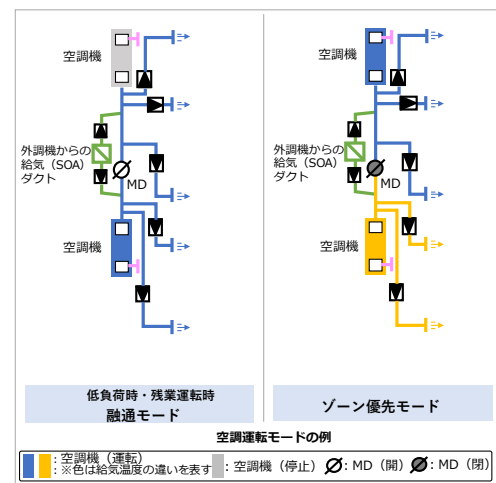 空調機
外調機からの
給気（SOA）
ダクト
MD
空調機
低負荷時・残業運転時
融通モード
空調機
外調機からの
給気（SOA）
ダクト
MD
空調機
ゾーン優先モード
空調運転モードの例
：空調機（運転）
：※色は給気温度の違いを表す
：空調機（停止）
：MD（開）
：MD（閉）